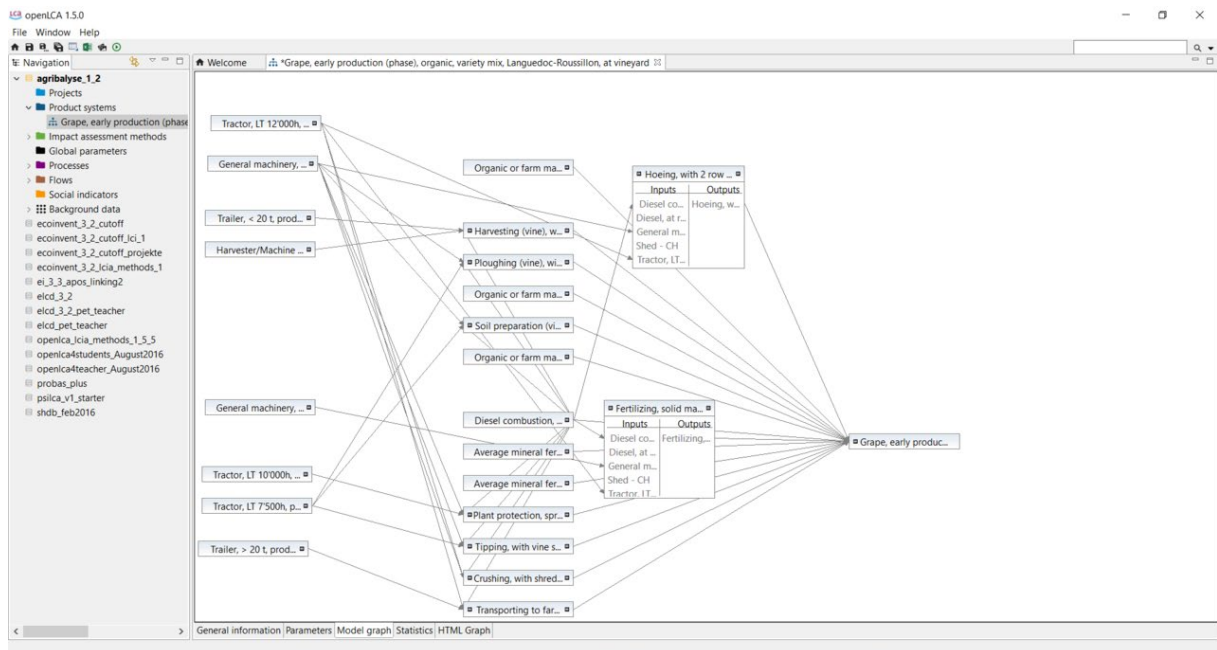 openLCA 1.5.0
File Window Help
Navigation
agribalyse_1_2
Projects
Product systems
Grape, early production (phase
Impact assessment methods
Global parameters
Processes
Flows
Social indicators
Background data
ecoinvent_3_2_cutoff
ecoinvent_3_2_cutoff_lci_1
ecoinvent_3_2_cutoff_projekte
ecoinvent_3_2_lcia_methods_1
ei_3_3_apos_linking2
elcd_3_2
elcd_3_2_pet_teacher
elcd_pet_teacher
openlca_lcia_methods_1_5_5
openlca4students_August2016
openlca4teacher_August2016
probas_plus
psilca_v1_starter
shdb_feb2016
Welcome
*Grape, early production (phase), organic, variety mix, Languedoc-Roussillon, at vineyard
Tractor, LT 12'000h, ...
General machinery, ...
Trailer, < 20 t, prod...
Harvester/Machine ...
General machinery, ...
Tractor, LT 10'000h, ...
Tractor, LT 7'500h, p...
Trailer, > 20 t, prod...
Organic or farm ma...
Harvesting (vine), w...
Ploughing (vine), wi...
Organic or farm ma...
Soil preparation (vi...
Organic or farm ma...
Diesel combustion, ...
Average mineral fer...
Average mineral fer...
Plant protection, spr...
Tipping, with vine s...
Crushing, with shred...
Transporting to far...
Hoeing, with 2 row ...
Inputs Outputs
Diesel co... Hoeing, w...
Diesel, at r...
General m...
Shed - CH
Tractor, LT...
Fertilizing, solid ma...
Inputs Outputs
Diesel co... Fertilizing,...
Diesel, at ...
General m...
Shed - CH
Tractor, LT...
Grape, early produc...
General information Parameters Model graph Statistics HTML Graph